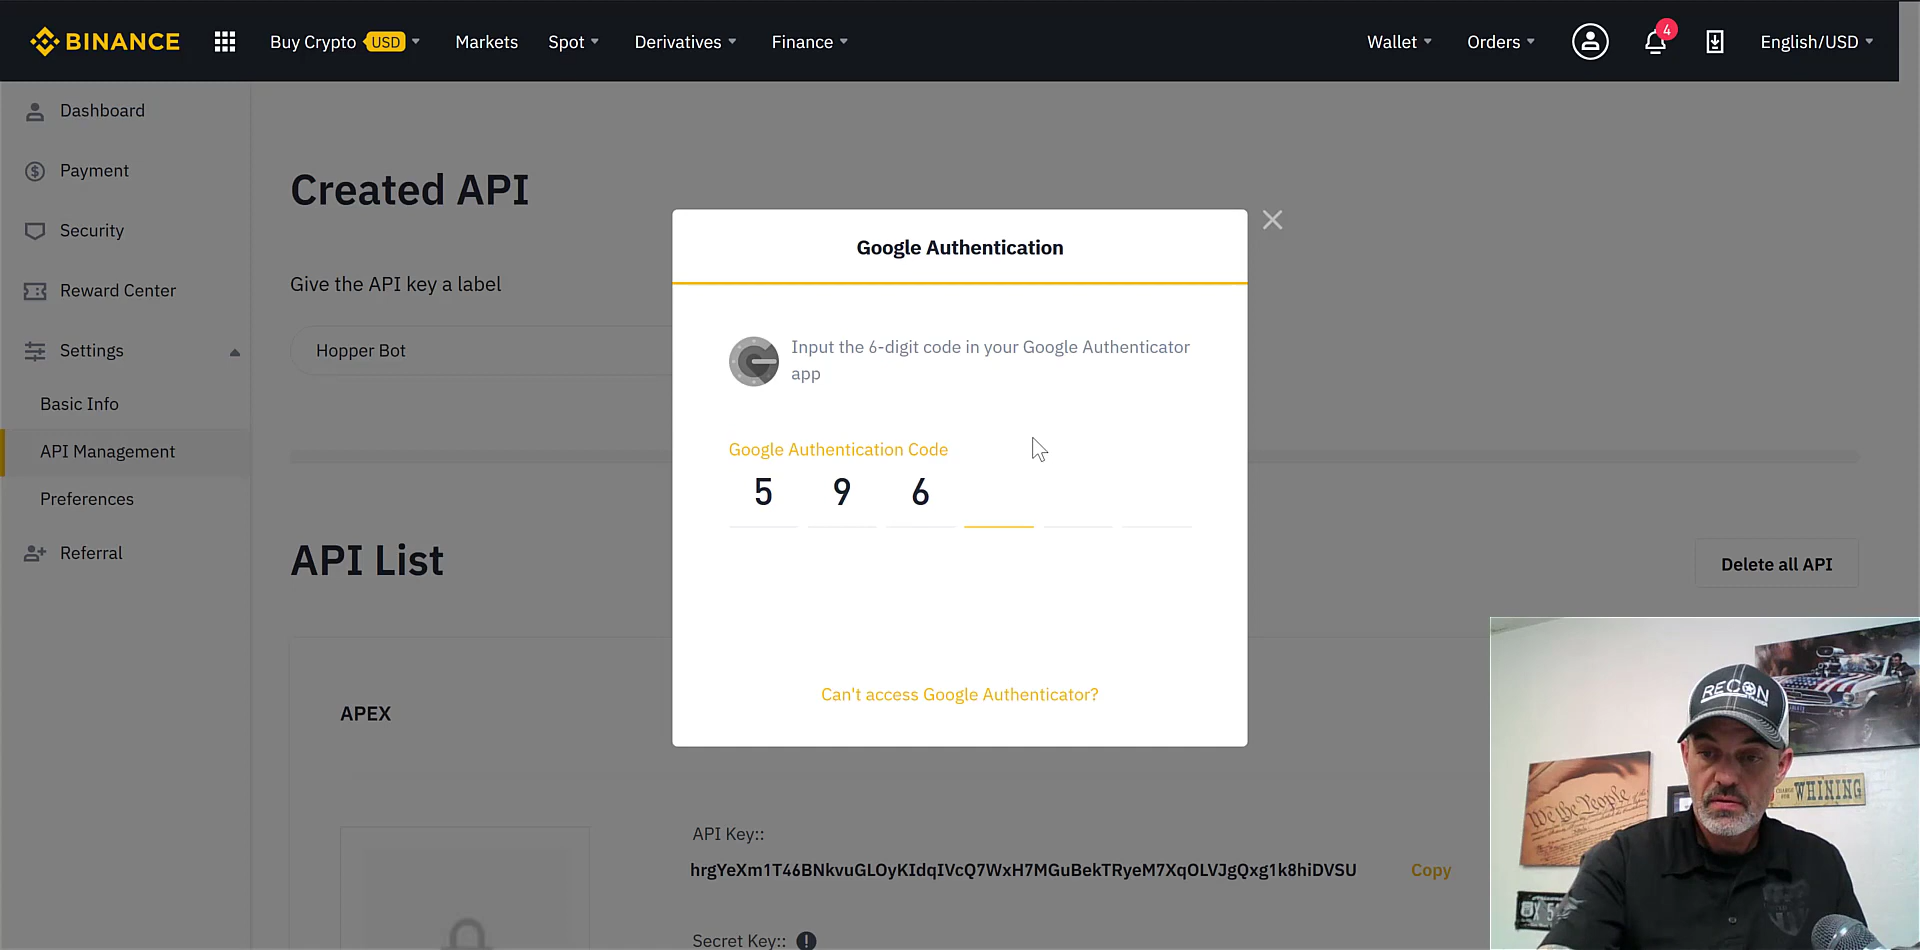 BINANCE
Buy Crypto USD
Markets
Spot
Derivatives
Finance
Wallet
Orders
4
English/USD
Dashboard
Payment
Security
Reward Center
Settings
Basic Info
API Management
Preferences
Referral
Created API
Give the API key a label
Hopper Bot
API List
Delete all API
APEX
API Key::
hrgYeXm1T46BNkvuGLOyKIdqIVcQ7WxH7MGuBekTRyeM7XqOLVJgQxg1k8hiDVSU
Copy
Secret Key::
Google Authentication
Input the 6-digit code in your Google Authenticator
app
Google Authentication Code
5 9 6
Can't access Google Authenticator?
RECON
We the People
WHINING